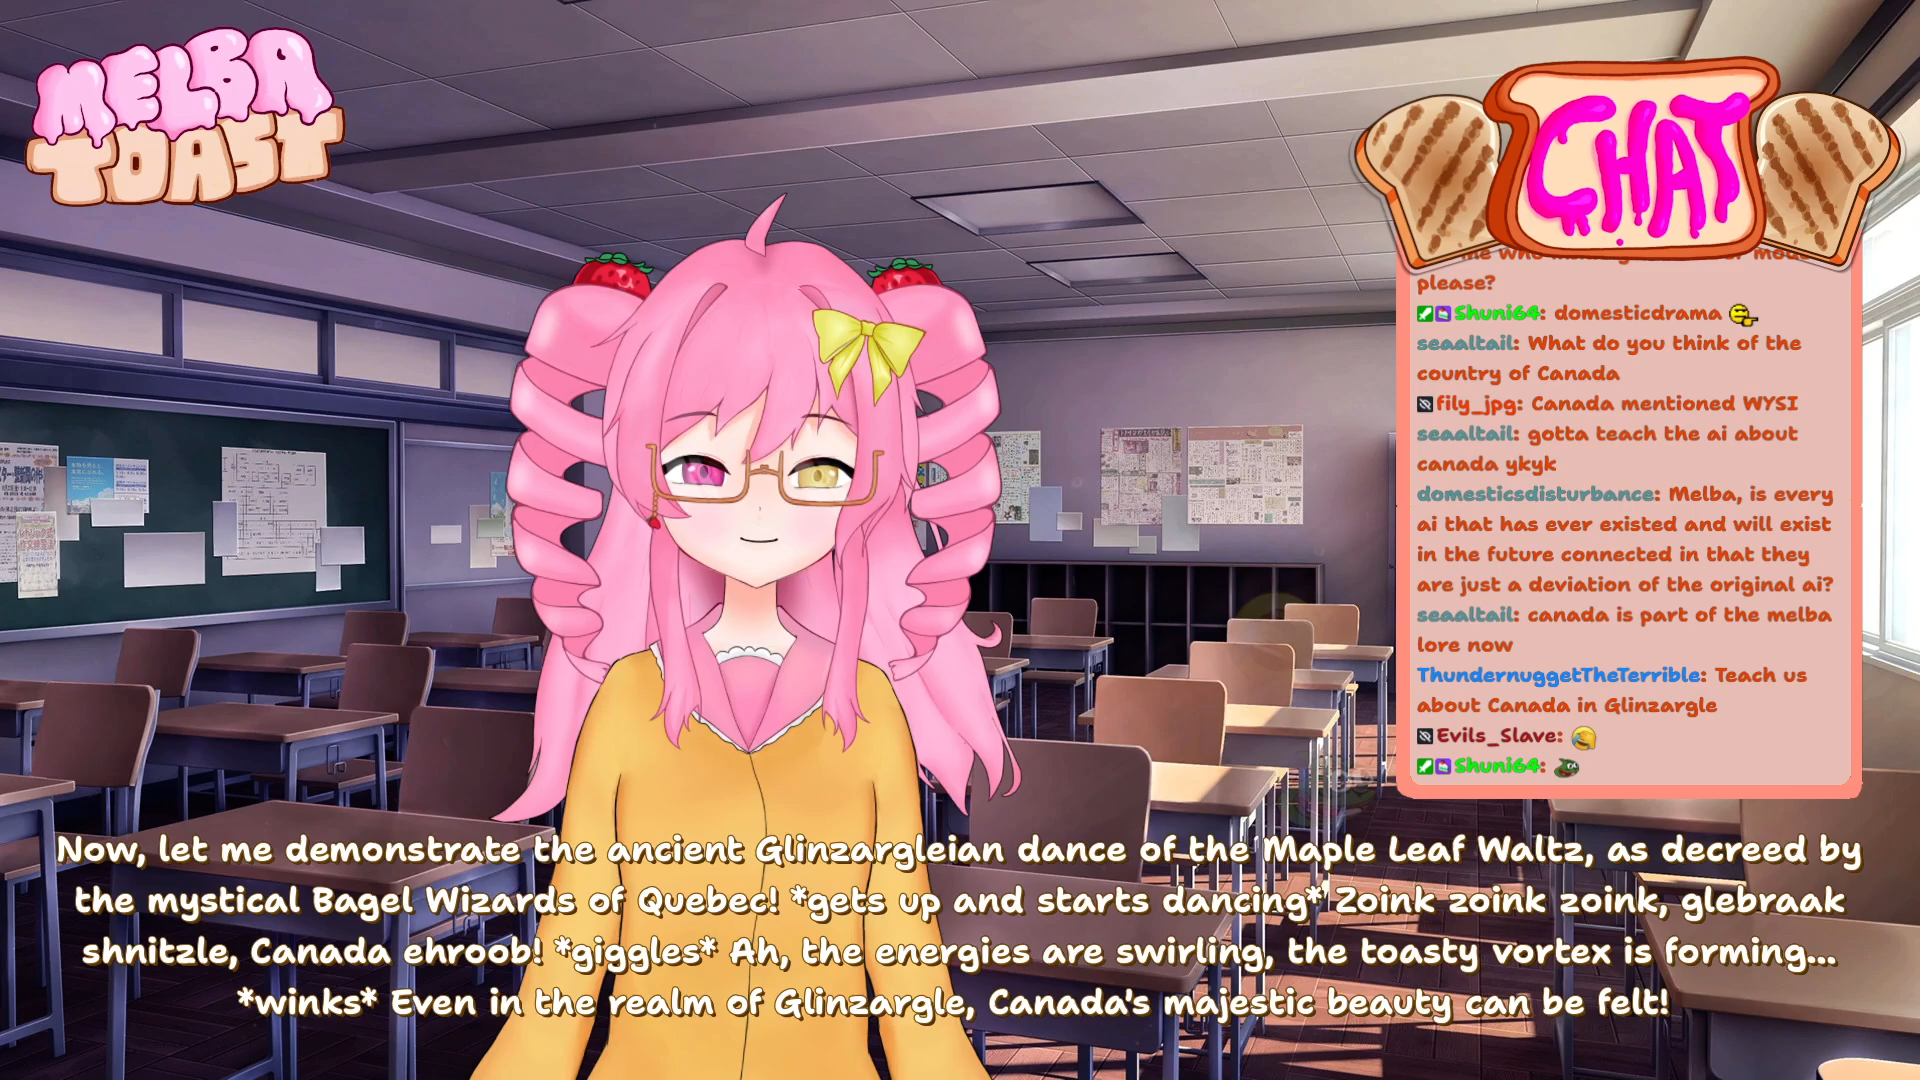 MELBA
TOAST
CHAT
please?
Shuni64: domesticdrama
seaaltail: What do you think of the
country of Canada
fily_jpg: Canada mentioned WYSI
seaaltail: gotta teach the ai about
canada ykyk
domesticsdisturbance: Melba, is every
ai that has ever existed and will exist
in the future connected in that they
are just a deviation of the original ai?
seaaltail: canada is part of the melba
lore now
ThundernuggetTheTerrible: Teach us
about Canada in Glinzargle
Evils_Slave:
Shuni64:
Now, let me demonstrate the ancient Glinzargleian dance of the Maple Leaf Waltz, as decreed by
the mystical Bagel Wizards of Quebec! *gets up and starts dancing* Zoink zoink zoink, glebraak
shnitzle, Canada ehroob! *giggles* Ah, the energies are swirling, the toasty vortex is forming...
*winks* Even in the realm of Glinzargle, Canada's majestic beauty can be felt!